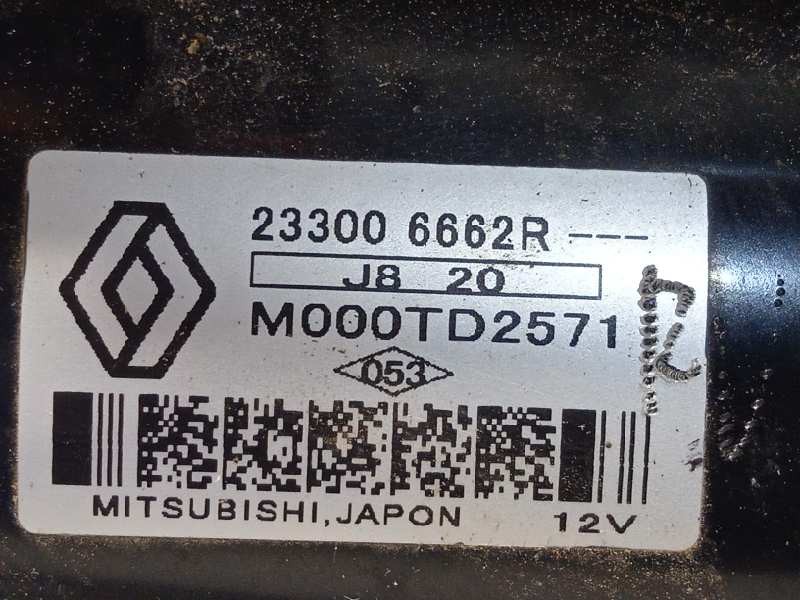 23300 6662R ---
J8 20
M000TD2571
053
MITSUBISHI, JAPON 12V